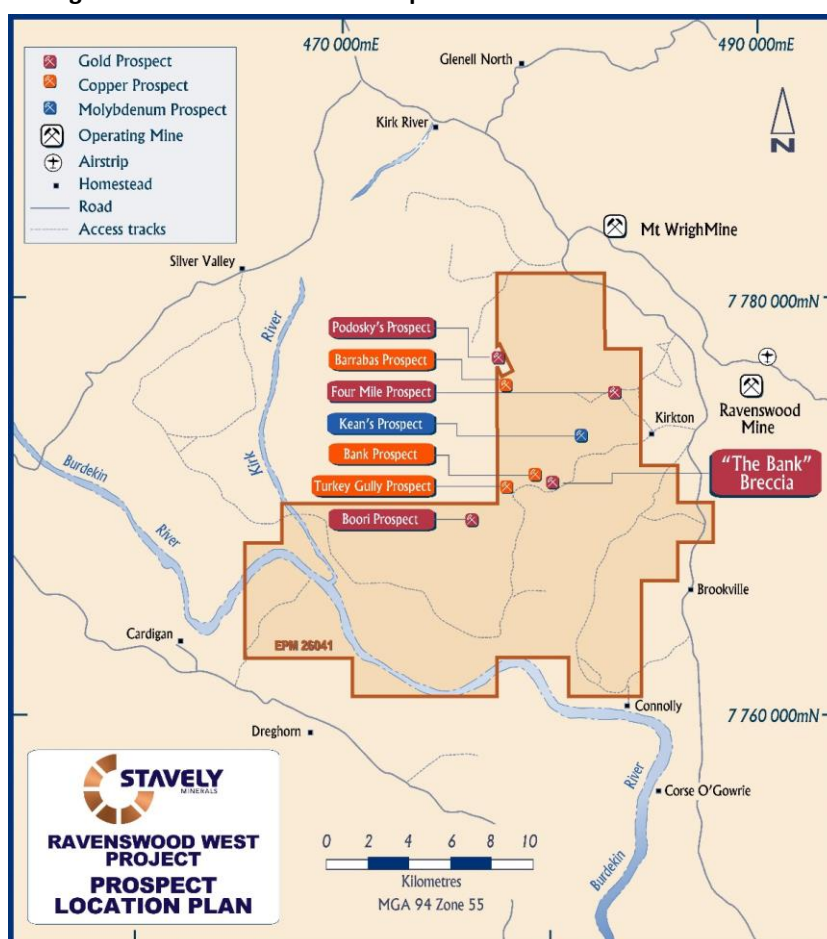 470 000mE
490 000mE
Gold Prospect
Copper Prospect
Molybdenum Prospect
Operating Mine
Airstrip
Homestead
Road
Access tracks
Glenell North
Kirk River
N
Mt WrighMine
Silver Valley
7 780 000mN
River
Kirk
Podosky's Prospect
Barrabas Prospect
Four Mile Prospect
Kean's Prospect
Bank Prospect
Turkey Gully Prospect
Boori Prospect
Kirkton
Ravenswood
Mine
"The Bank"
Breccia
Burdekin
River
Brookville
Cardigan
EPM 26041
Connolly
7 760 000mN
Dreghorn
Corse O'Gowrie
River
Burdekin
STAVELY
MINERALS
RAVENSWOOD WEST
PROJECT
PROSPECT
LOCATION PLAN
0 2 4 6 8 10
Kilometres
MGA 94 Zone 55